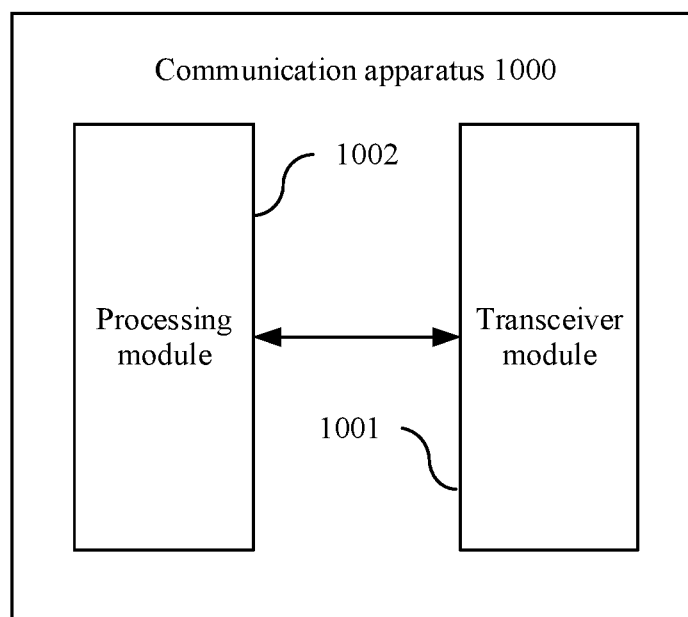 Communication apparatus 1000
1002
Processing
module
Transceiver
module
1001